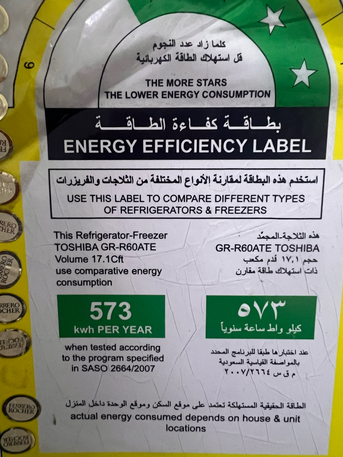 كلما زاد عدد النجوم
قل استهلاك الطاقة الكهربائية
THE MORE STARS
THE LOWER ENERGY CONSUMPTION
بطاقة كفاءة الطاقة
ENERGY EFFICIENCY LABEL
استخدم هذه البطاقة لمقارنة الأنواع المختلفة من الثلاجات والفريزرات
USE THIS LABEL TO COMPARE DIFFERENT TYPES
OF REFRIGERATORS & FREEZERS
This Refrigerator-Freezer
TOSHIBA GR-R60ATE
Volume 17.1Cft
use comparative energy
consumption
هذه الثلاجة-المجمّد
GR-R60ATE TOSHIBA
حجم ١٧,١ قدم مكعب
ذات استهلاك طاقة مقارن
573
kwh PER YEAR
٥٧٣
كيلو واط ساعة سنوياً
when tested according
to the program specified
in SASO 2664/2007
عند اختبارها طبقا للبرنامج المحدد
بالمواصفة القياسية السعودية
م ق س ٢٠٠٧/٢٦٦٤
الطاقة الحقيقية المستهلكة تعتمد على موقع السكن وموقع الوحدة داخل المنزل
actual energy consumed depends on house & unit
locations
FERRERO
ROCHER
FERRERO
ROCHER